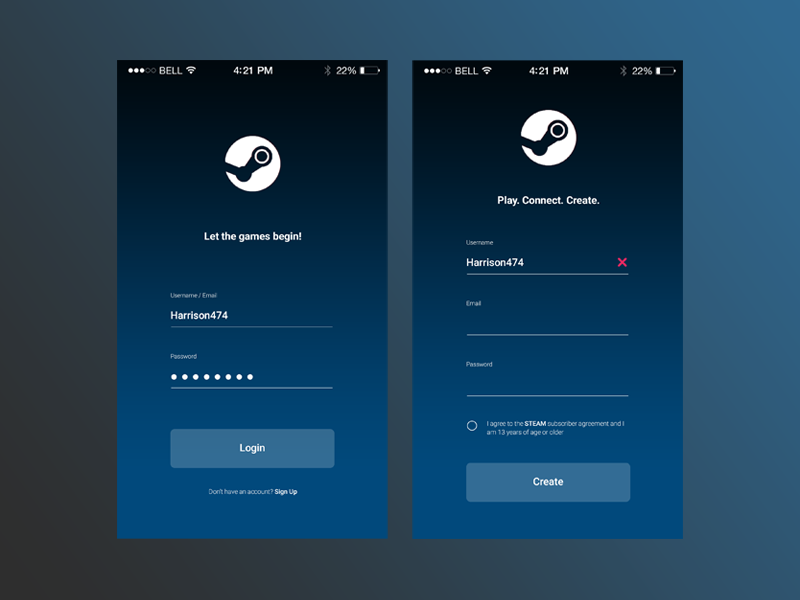 BELL 4:21 PM 22%
Let the games begin!
Username / Email
Harrison474
Password
Login
Don't have an account? Sign Up
BELL 4:21 PM 22%
Play. Connect. Create.
Username
Harrison474
Email
Password
I agree to the STEAM subscriber agreement and I
am 13 years of age or older
Create